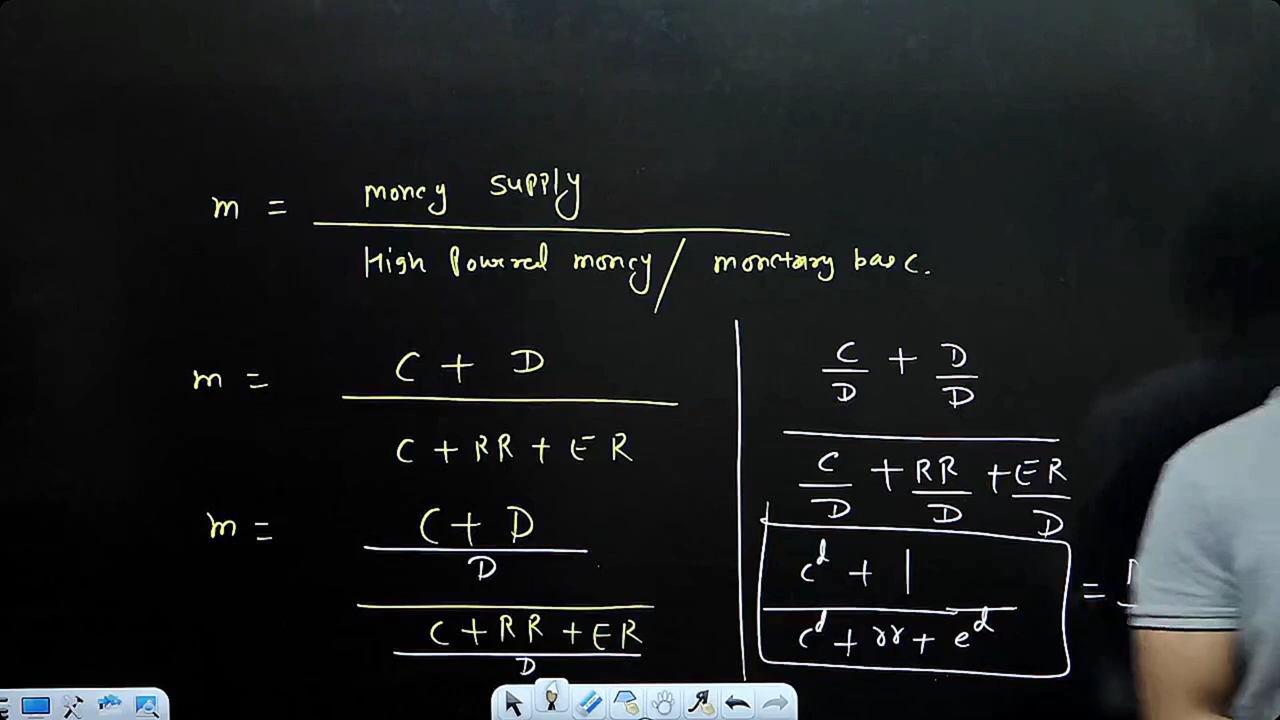 m = money supply
High Powered money / monetary base.
m = C + D
C + RR + ER
m = C + D
D
C + RR + ER
D
C/D + D/D
C/D + RR/D + ER/D
c^d + 1
c^d + rr + e^d
=